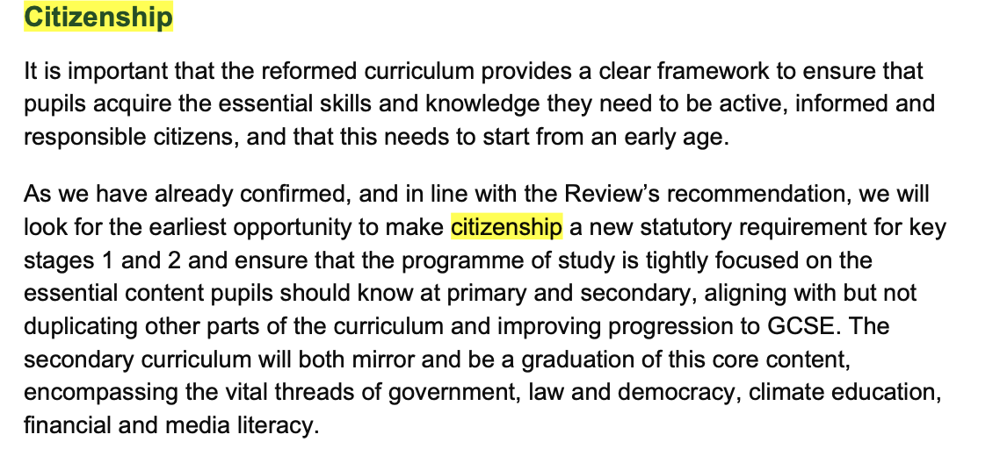 Citizenship
It is important that the reformed curriculum provides a clear framework to ensure that
pupils acquire the essential skills and knowledge they need to be active, informed and
responsible citizens, and that this needs to start from an early age.
As we have already confirmed, and in line with the Review’s recommendation, we will
look for the earliest opportunity to make citizenship a new statutory requirement for key
stages 1 and 2 and ensure that the programme of study is tightly focused on the
essential content pupils should know at primary and secondary, aligning with but not
duplicating other parts of the curriculum and improving progression to GCSE. The
secondary curriculum will both mirror and be a graduation of this core content,
encompassing the vital threads of government, law and democracy, climate education,
financial and media literacy.